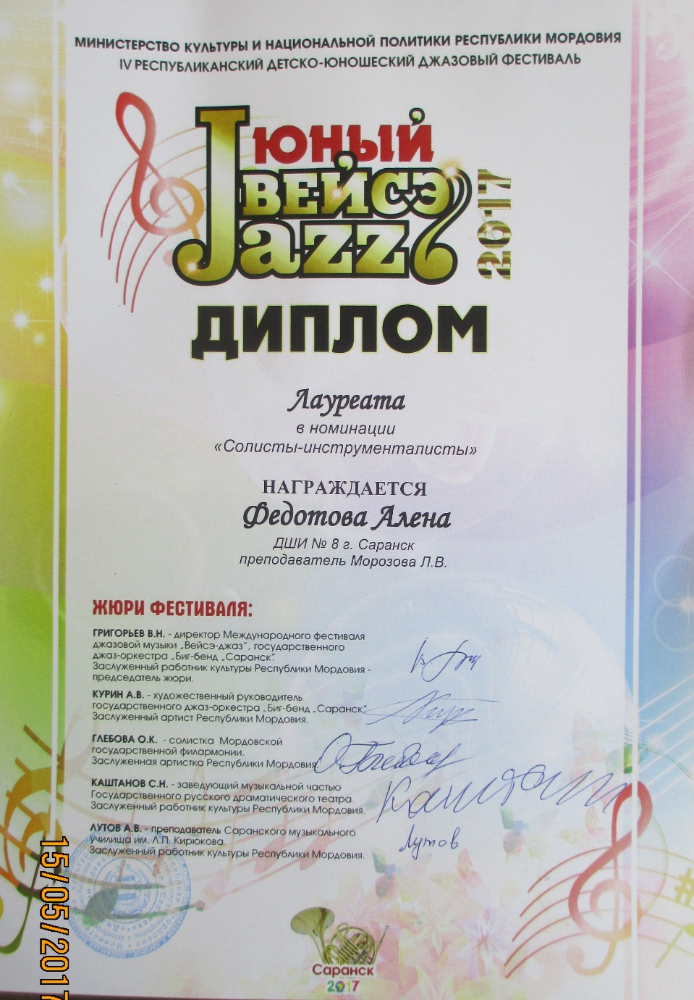 МИНИСТЕРСТВО КУЛЬТУРЫ И НАЦИОНАЛЬНОЙ ПОЛИТИКИ РЕСПУБЛИКИ МОРДОВИЯ
IV РЕСПУБЛИКАНСКИЙ ДЕТСКО-ЮНОШЕСКИЙ ДЖАЗОВЫЙ ФЕСТИВАЛЬ
ЮНЫЙ
ВЕЙСЭ
Jazz
2017
ДИПЛОМ
Лауреата
в номинации
«Солисты-инструменталисты»
НАГРАЖДАЕТСЯ
Федотова Алена
ДШИ № 8 г. Саранск
преподаватель Морозова Л.В.
ЖЮРИ ФЕСТИВАЛЯ:
ГРИГОРЬЕВ В.Н. - директор Международного фестиваля
джазовой музыки „Вейсэ-джаз", государственного
джаз-оркестра „Биг-бенд „Саранск".
Заслуженный работник культуры Республики Мордовия -
председатель жюри.
КУРИН А.В. - художественный руководитель
государственного джаз-оркестра „Биг-бенд „Саранск".
Заслуженный артист Республики Мордовия.
ГЛЕБОВА О.К. - солистка Мордовской
государственной филармонии.
Заслуженная артистка Республики Мордовия.
КАШТАНОВ С.Н. - заведующий музыкальной частью
Государственного русского драматического театра.
Заслуженный работник культуры Республики Мордовия.
ЛУТОВ А.В. - преподаватель Саранского музыкального
училища им. Л.П. Кирюкова.
Заслуженный работник культуры Республики Мордовия.
Лутов
Саранск
2017
15/05/2017